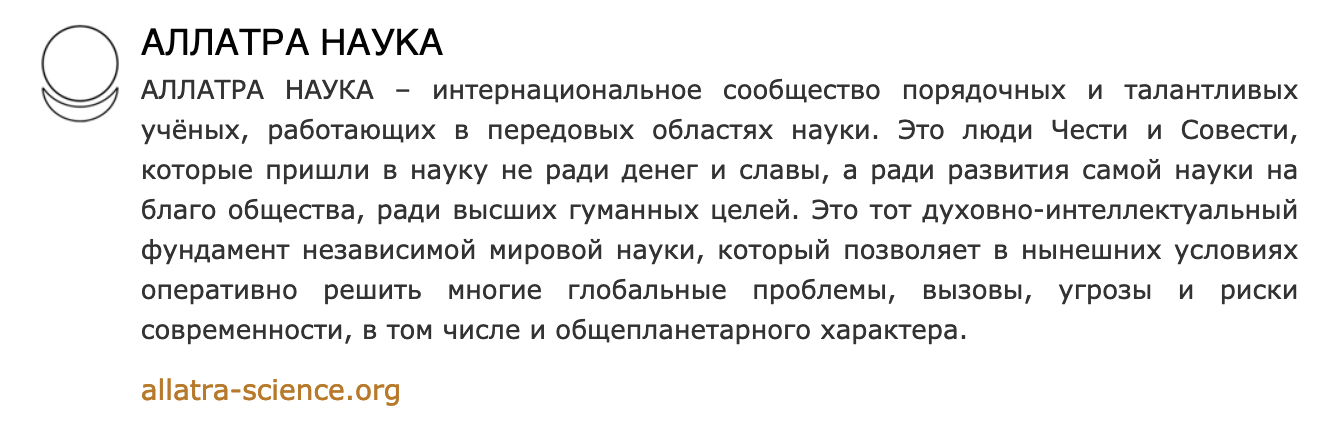 АЛЛАТРА НАУКА
АЛЛАТРА НАУКА – интернациональное сообщество порядочных и талантливых
учёных, работающих в передовых областях науки. Это люди Чести и Совести,
которые пришли в науку не ради денег и славы, а ради развития самой науки на
благо общества, ради высших гуманных целей. Это тот духовно-интеллектуальный
фундамент независимой мировой науки, который позволяет в нынешних условиях
оперативно решить многие глобальные проблемы, вызовы, угрозы и риски
современности, в том числе и общепланетарного характера.
allatra-science.org